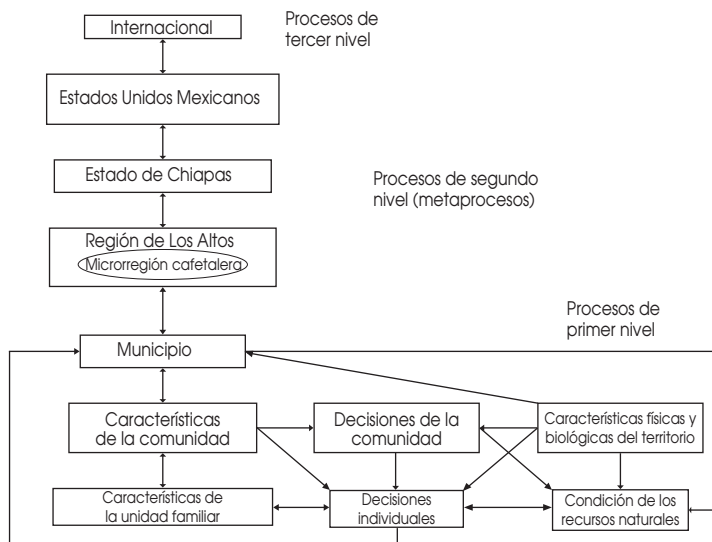 Internacional
Procesos de
tercer nivel
Estados Unidos Mexicanos
Estado de Chiapas
Procesos de segundo
nivel (metaprocesos)
Región de Los Altos
Microrregión cafetalera
Procesos de
primer nivel
Municipio
Características
de la comunidad
Decisiones de la
comunidad
Características físicas y
biológicas del territorio
Características de
la unidad familiar
Decisiones
individuales
Condición de los
recursos naturales